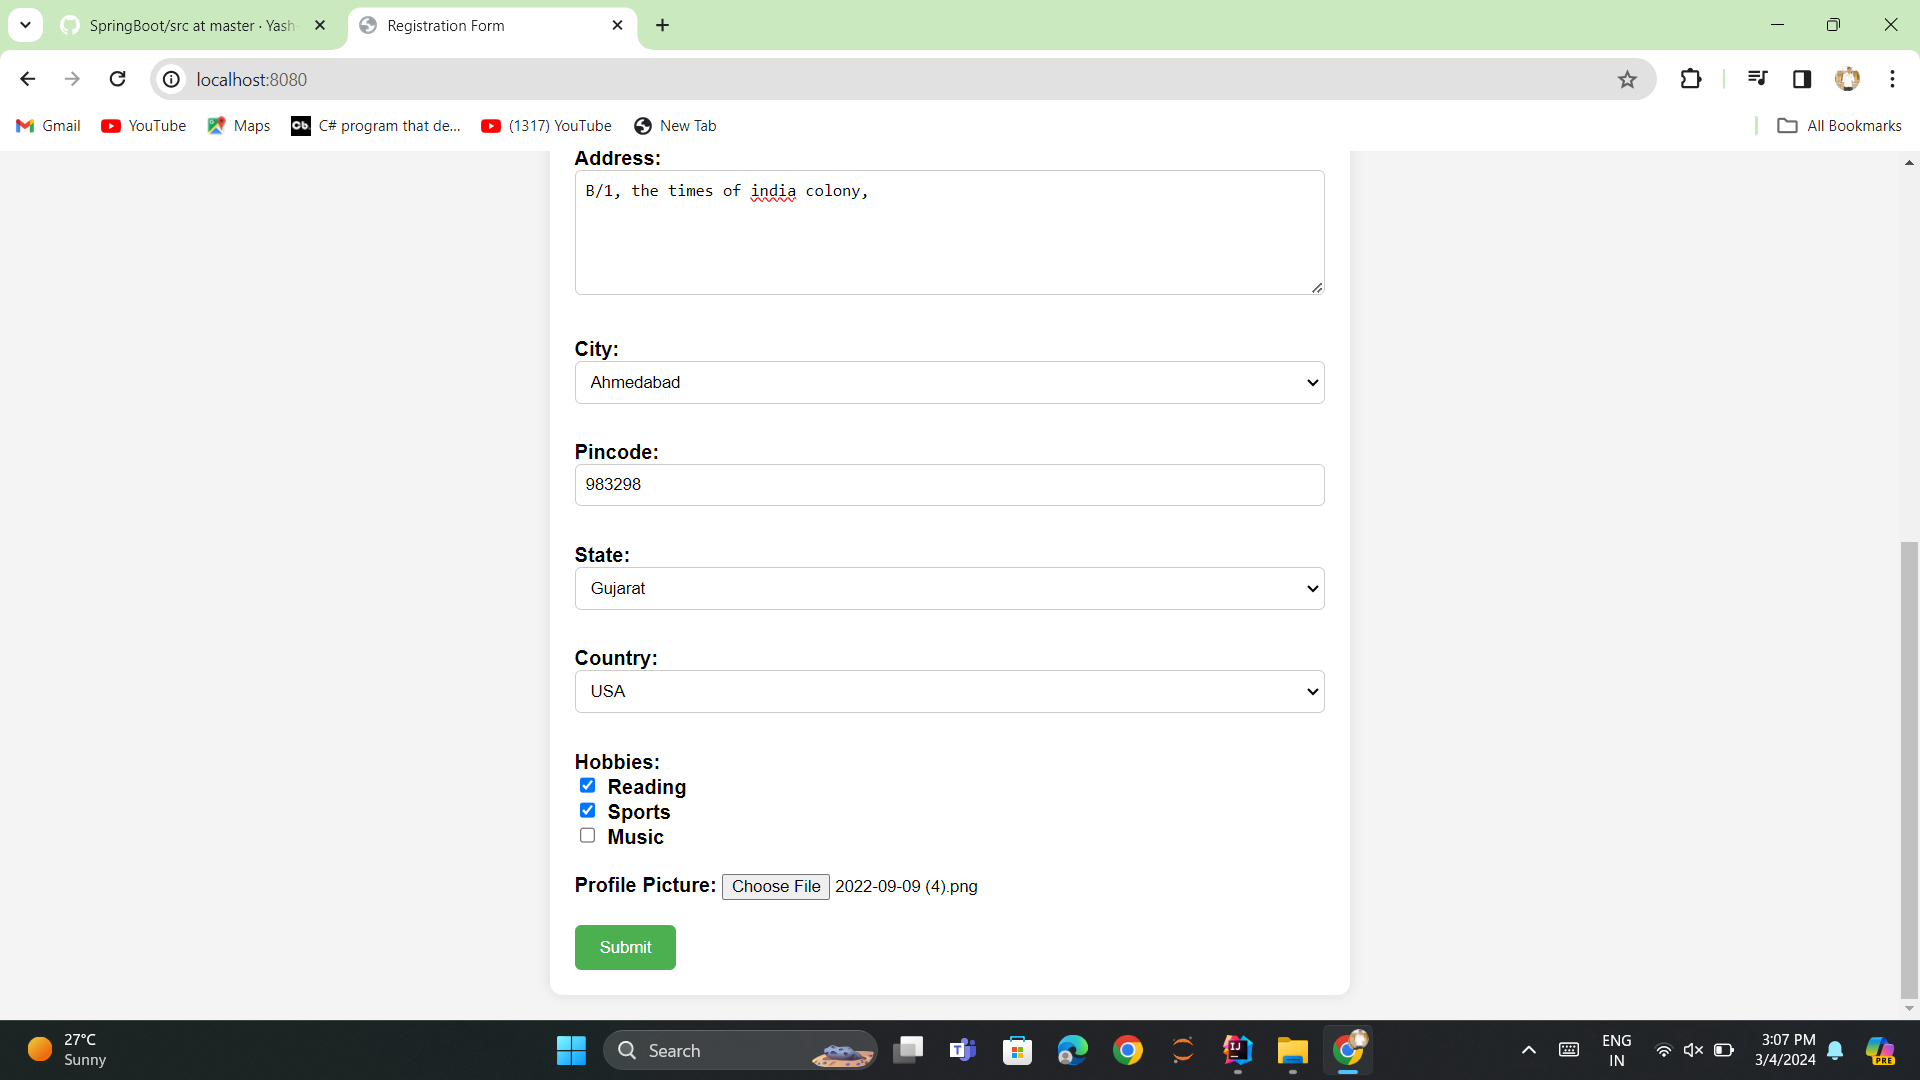 SpringBoot/src at master · Yash-
Registration Form
localhost:8080
Gmail
YouTube
Maps
Cb.
C# program that de...
(1317) YouTube
New Tab
All Bookmarks
Address:
B/1, the times of india colony,
City:
Ahmedabad
Pincode:
983298
State:
Gujarat
Country:
USA
Hobbies:
Reading
Sports
Music
Profile Picture: Choose File 2022-09-09 (4).png
Submit
27°C
Sunny
Search
ENG
IN
3:07 PM
3/4/2024
PRE